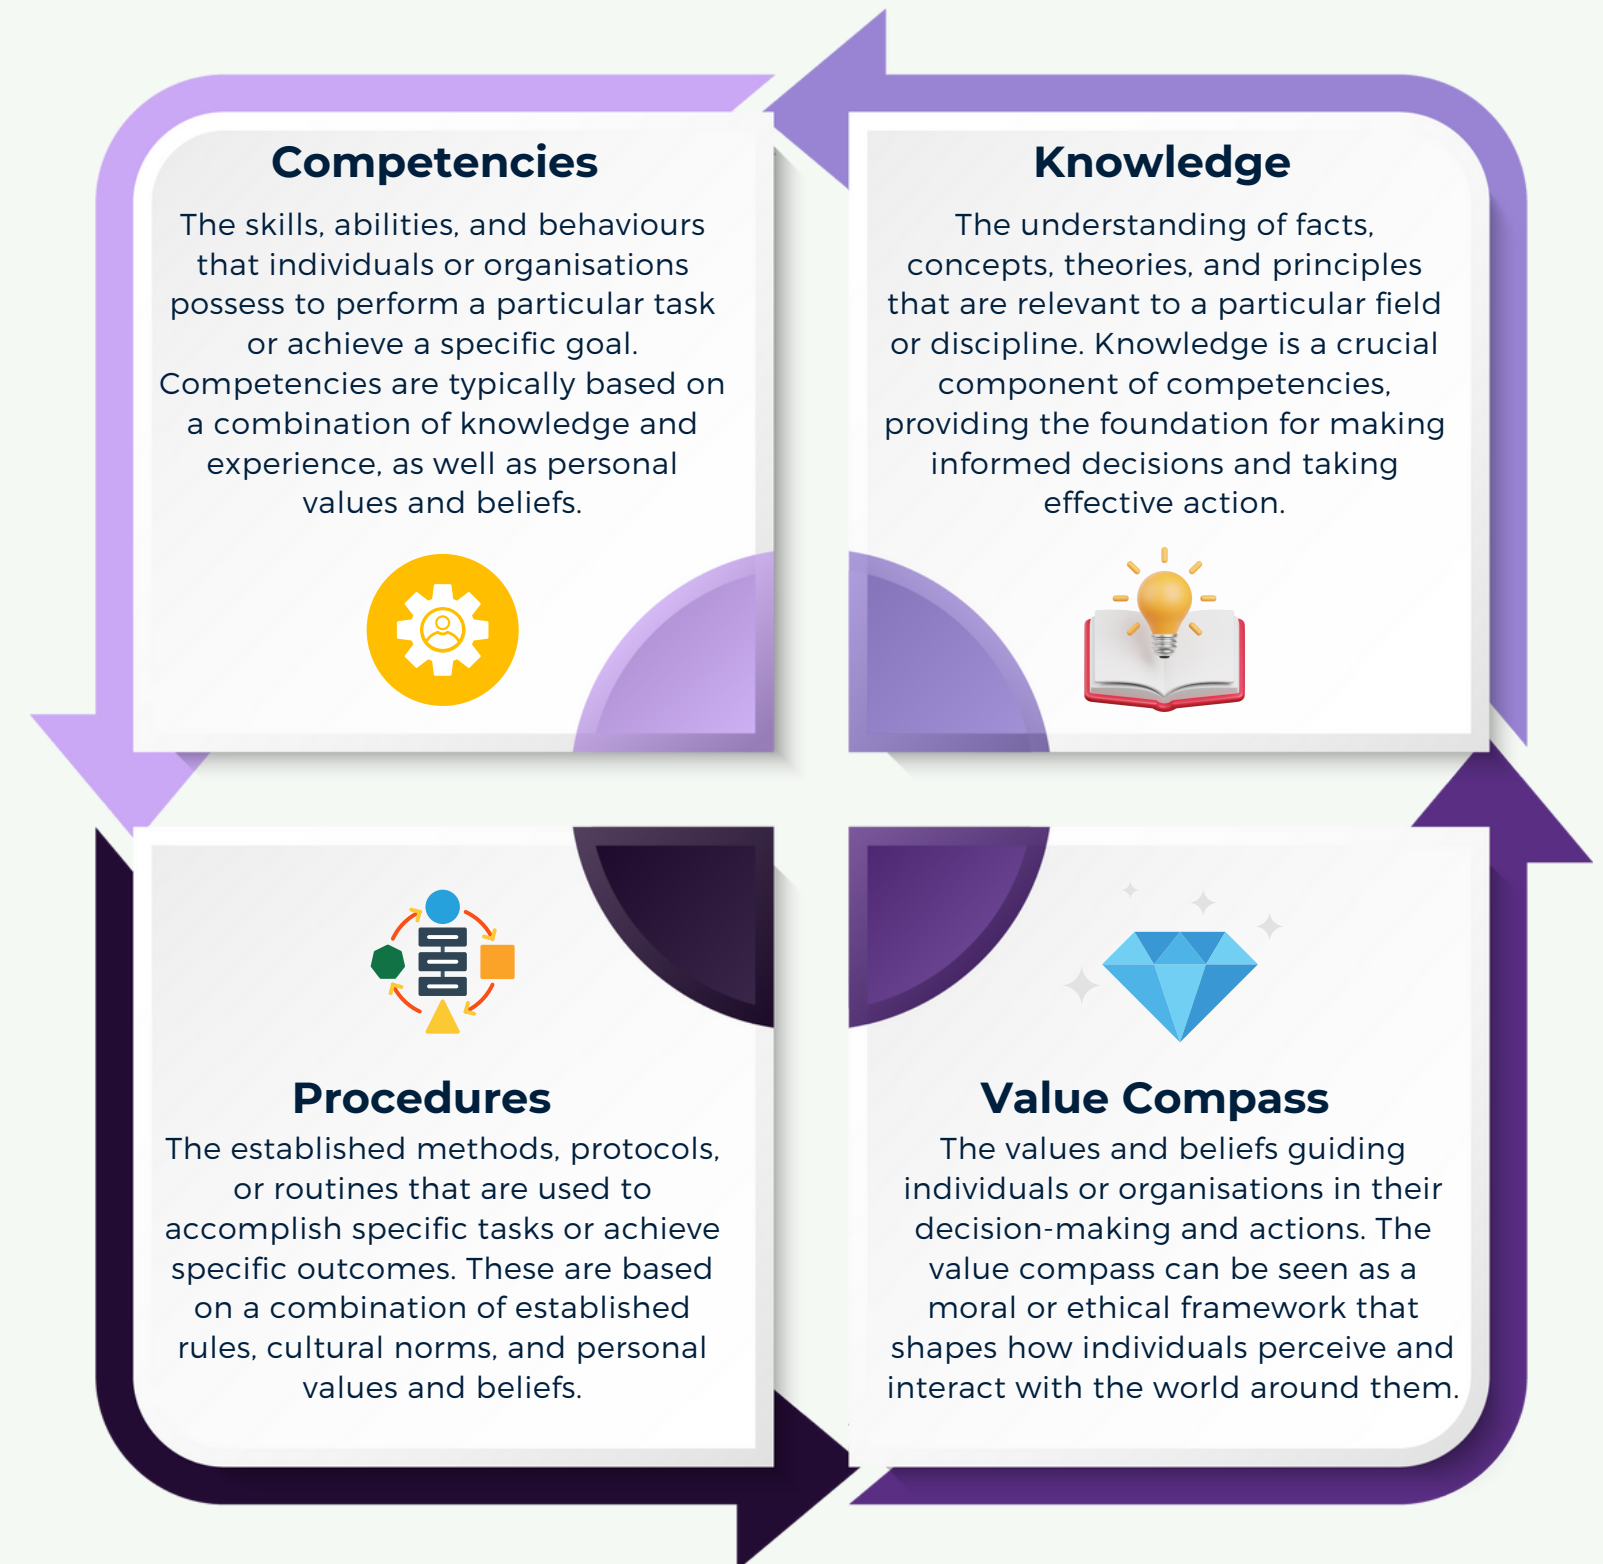 Competencies
The skills, abilities, and behaviours
that individuals or organisations
possess to perform a particular task
or achieve a specific goal.
Competencies are typically based on
a combination of knowledge and
experience, as well as personal
values and beliefs.
Knowledge
The understanding of facts,
concepts, theories, and principles
that are relevant to a particular field
or discipline. Knowledge is a crucial
component of competencies,
providing the foundation for making
informed decisions and taking
effective action.
Procedures
The established methods, protocols,
or routines that are used to
accomplish specific tasks or achieve
specific outcomes. These are based
on a combination of established
rules, cultural norms, and personal
values and beliefs.
Value Compass
The values and beliefs guiding
individuals or organisations in their
decision-making and actions. The
value compass can be seen as a
moral or ethical framework that
shapes how individuals perceive and
interact with the world around them.